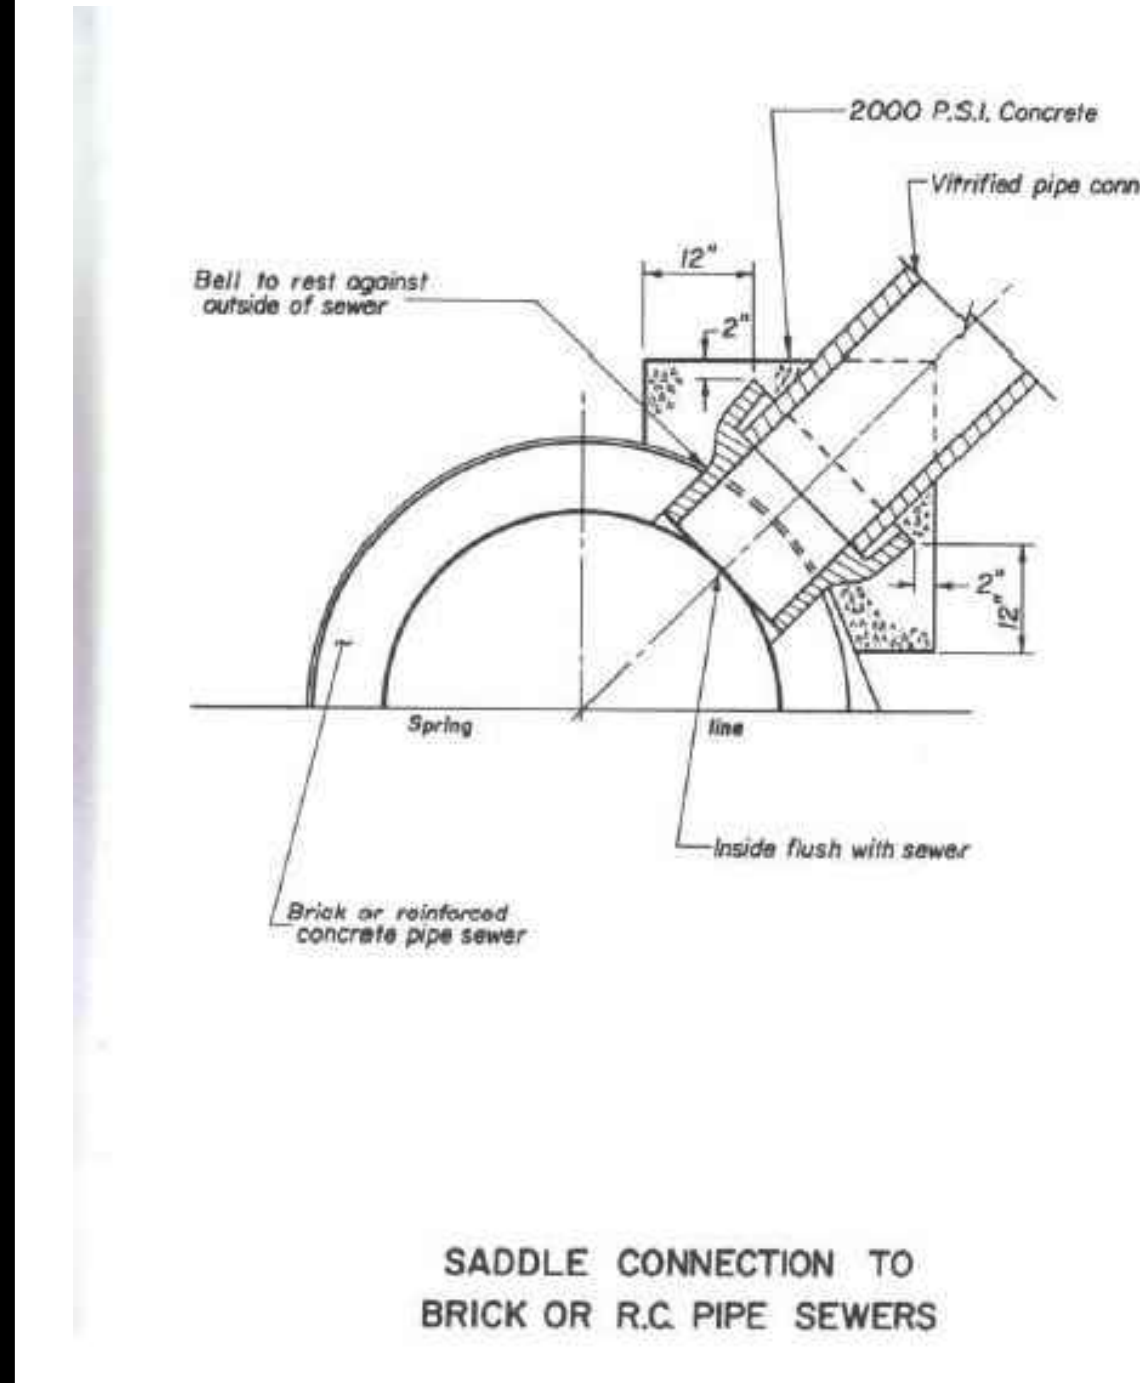 2000 P.S.I. Concrete
Vitrified pipe conn
12"
Bell to rest against
outside of sewer
2"
2"
12"
Spring line
Inside flush with sewer
Brick or reinforced
concrete pipe sewer
SADDLE CONNECTION TO
BRICK OR R.C. PIPE SEWERS